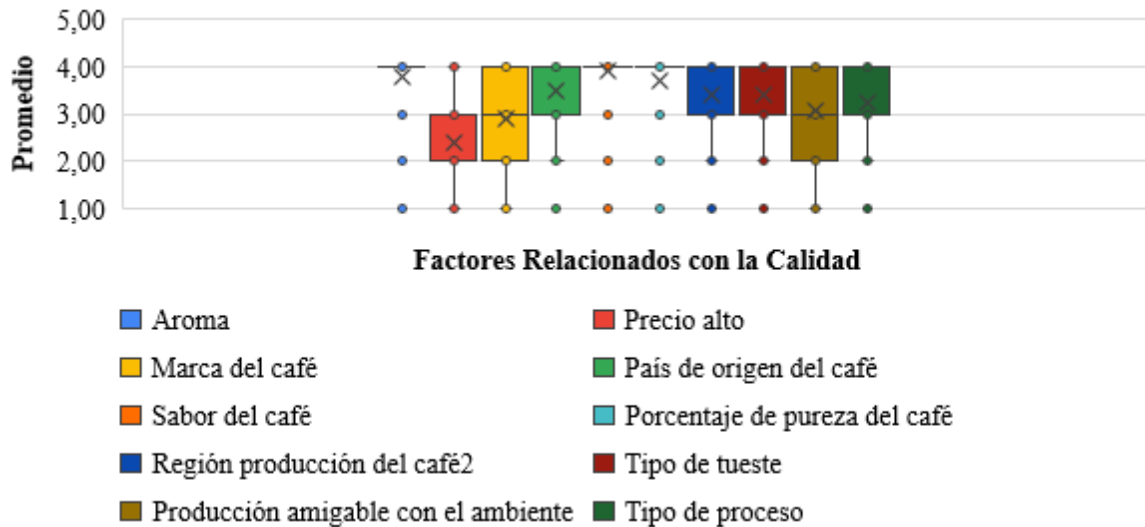 5,00
4,00
3,00
2,00
1,00
Promedio
Factores Relacionados con la Calidad
Aroma
Precio alto
Marca del café
País de origen del café
Sabor del café
Porcentaje de pureza del café
Región producción del café2
Tipo de tueste
Producción amigable con el ambiente
Tipo de proceso